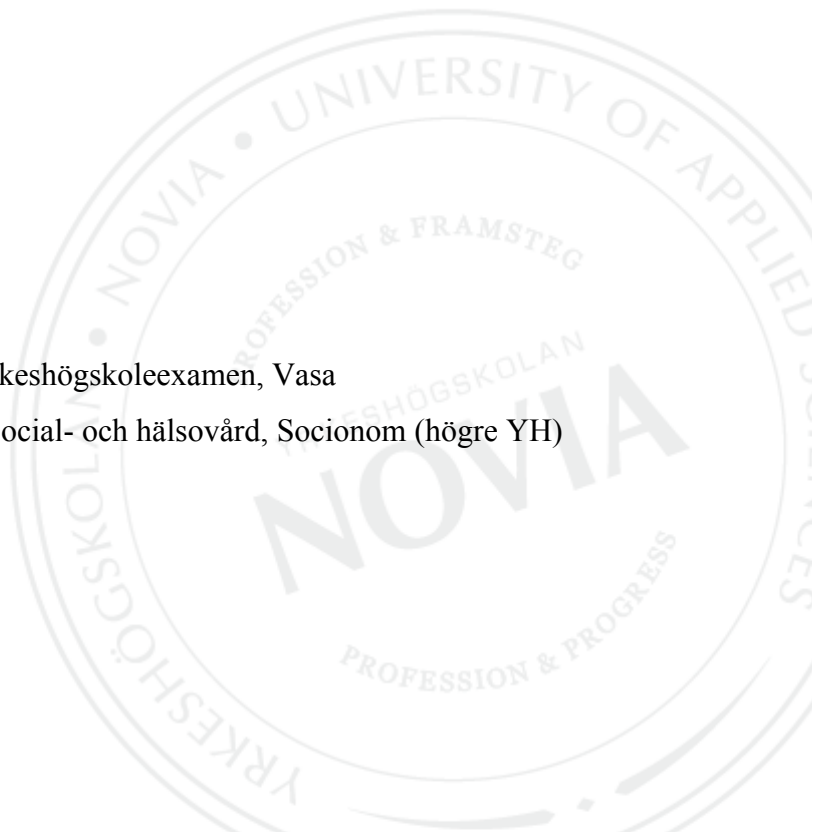 UNIVERSITY OF APPLIED SCIENCES
• NOVIA •
PROFESSION & FRAMSTEG
keshögskoleexamen, Vasa
ocial- och hälsovård, Socionom (högre YH)
YRKESHÖGSKOLAN
NOVIA
PROFESSION & PROGRESS
YRKESHÖGSKOLAN